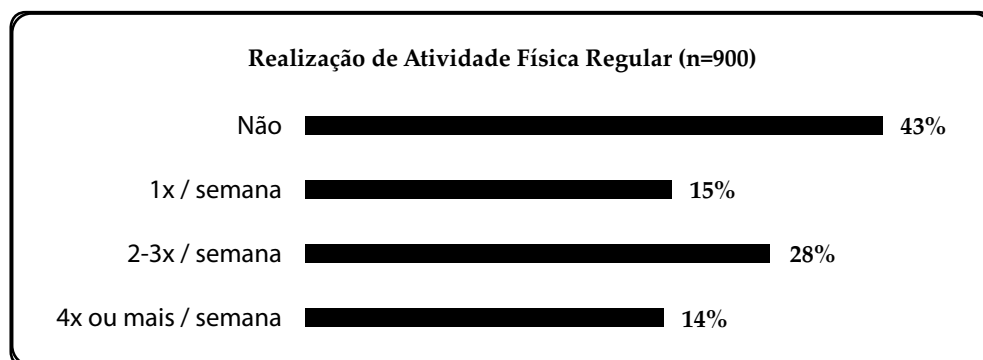 Realização de Atividade Física Regular (n=900)
Não 43%
1x / semana 15%
2-3x / semana 28%
4x ou mais / semana 14%